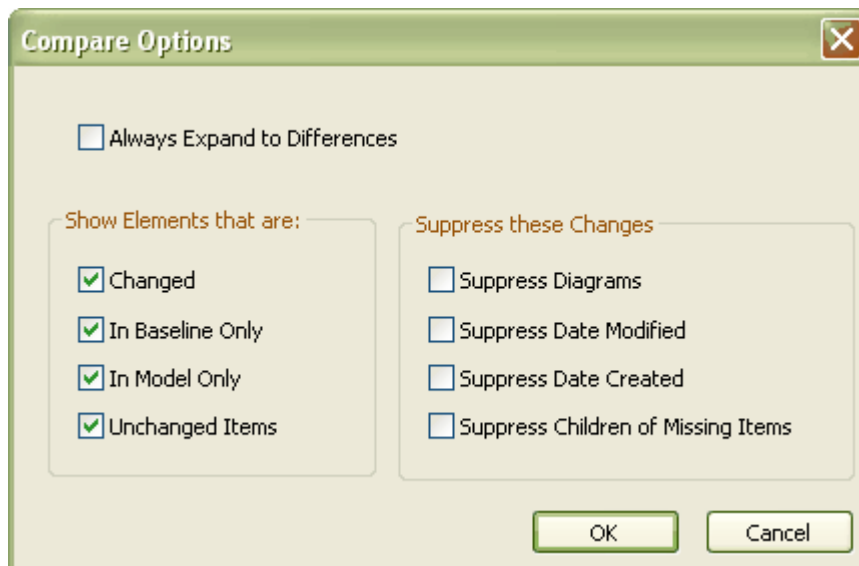 Compare Options
Always Expand to Differences
Show Elements that are:
Changed
In Baseline Only
In Model Only
Unchanged Items
Suppress these Changes
Suppress Diagrams
Suppress Date Modified
Suppress Date Created
Suppress Children of Missing Items
OK
Cancel